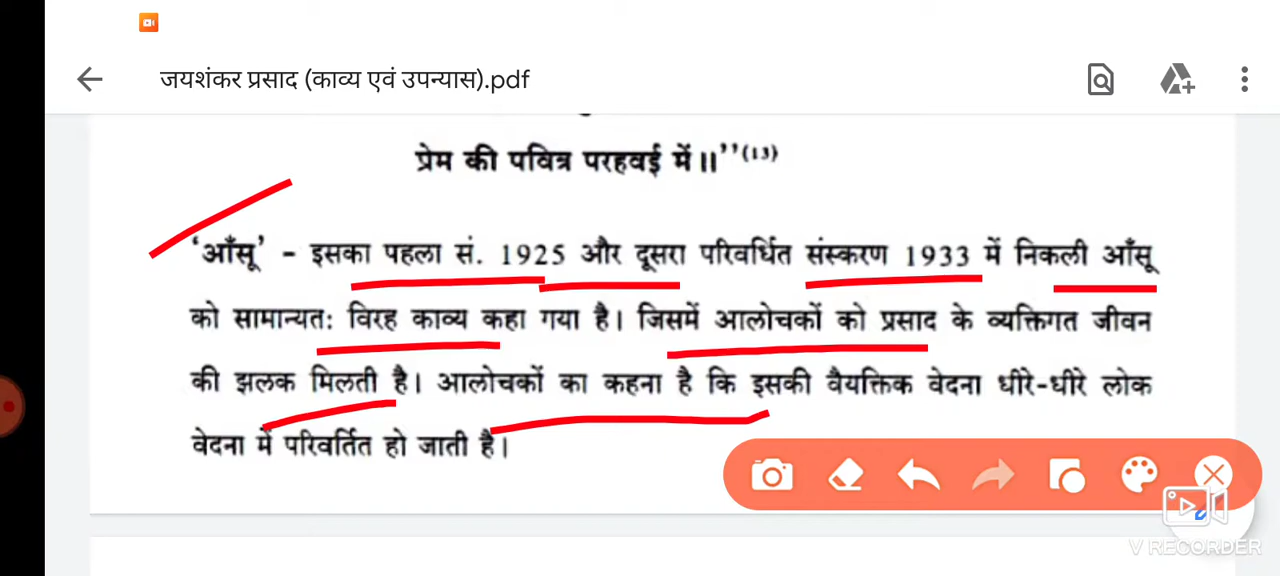 जयशंकर प्रसाद (काव्य एवं उपन्यास).pdf
प्रेम की पवित्र परहवई में॥’’(13)
‘आँसू’ - इसका पहला सं. 1925 और दूसरा परिवर्धित संस्करण 1933 में निकली आँसू
को सामान्यतः विरह काव्य कहा गया है। जिसमें आलोचकों को प्रसाद के व्यक्तिगत जीवन
की झलक मिलती है। आलोचकों का कहना है कि इसकी वैयक्तिक वेदना धीरे-धीरे लोक
वेदना में परिवर्तित हो जाती है।
V RECORDER